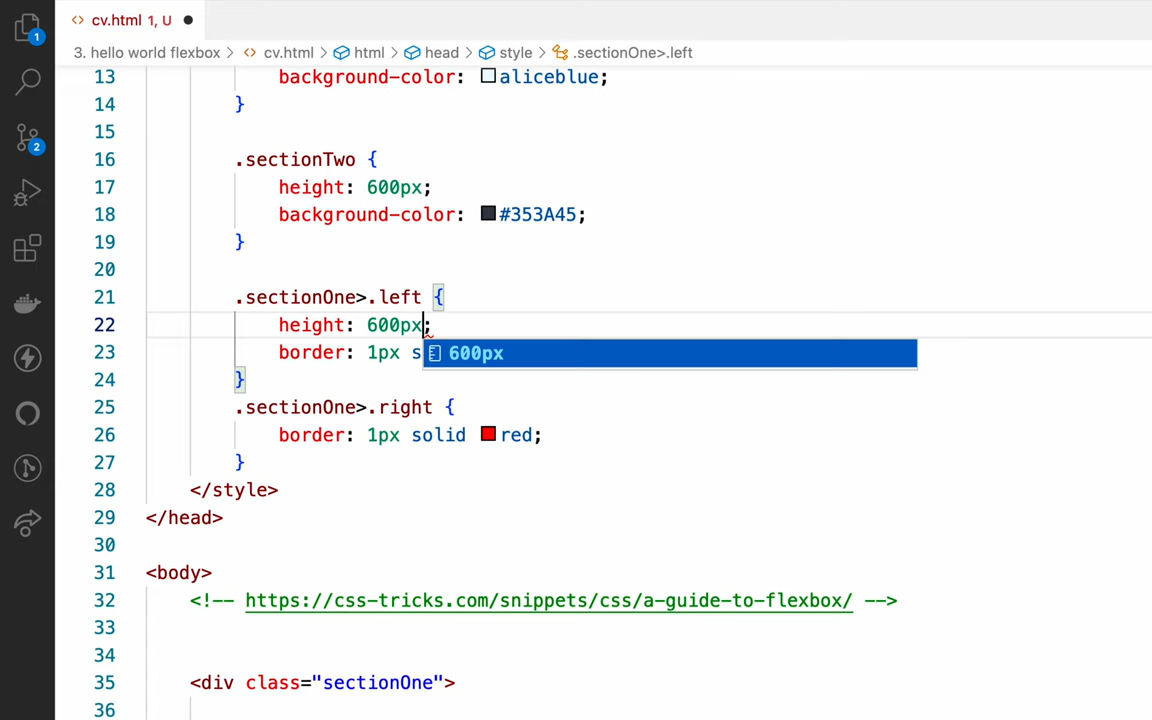 cv.html 1, U
1
3. hello world flexbox > cv.html > html > head > style > .sectionOne>.left
13 background-color: aliceblue;
14 }
15
2
16 .sectionTwo {
17 height: 600px;
18 background-color: #353A45;
19 }
20
21 .sectionOne>.left {
22 height: 600px;
23 border: 1px s
600px
24 }
25 .sectionOne>.right {
26 border: 1px solid red;
27 }
28 </style>
29 </head>
30
31 <body>
32 <!-- https://css-tricks.com/snippets/css/a-guide-to-flexbox/ -->
33
34
35 <div class="sectionOne">
36